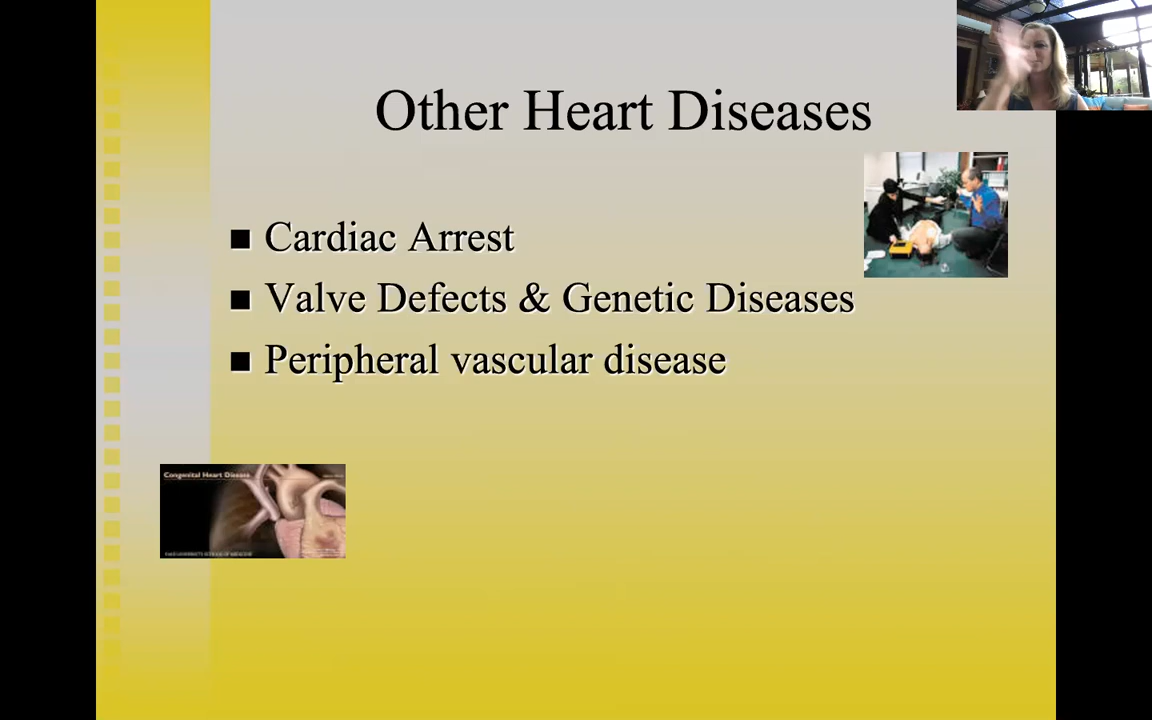 Other Heart Diseases
Cardiac Arrest
Valve Defects & Genetic Diseases
Peripheral vascular disease
Congenital Heart Disease